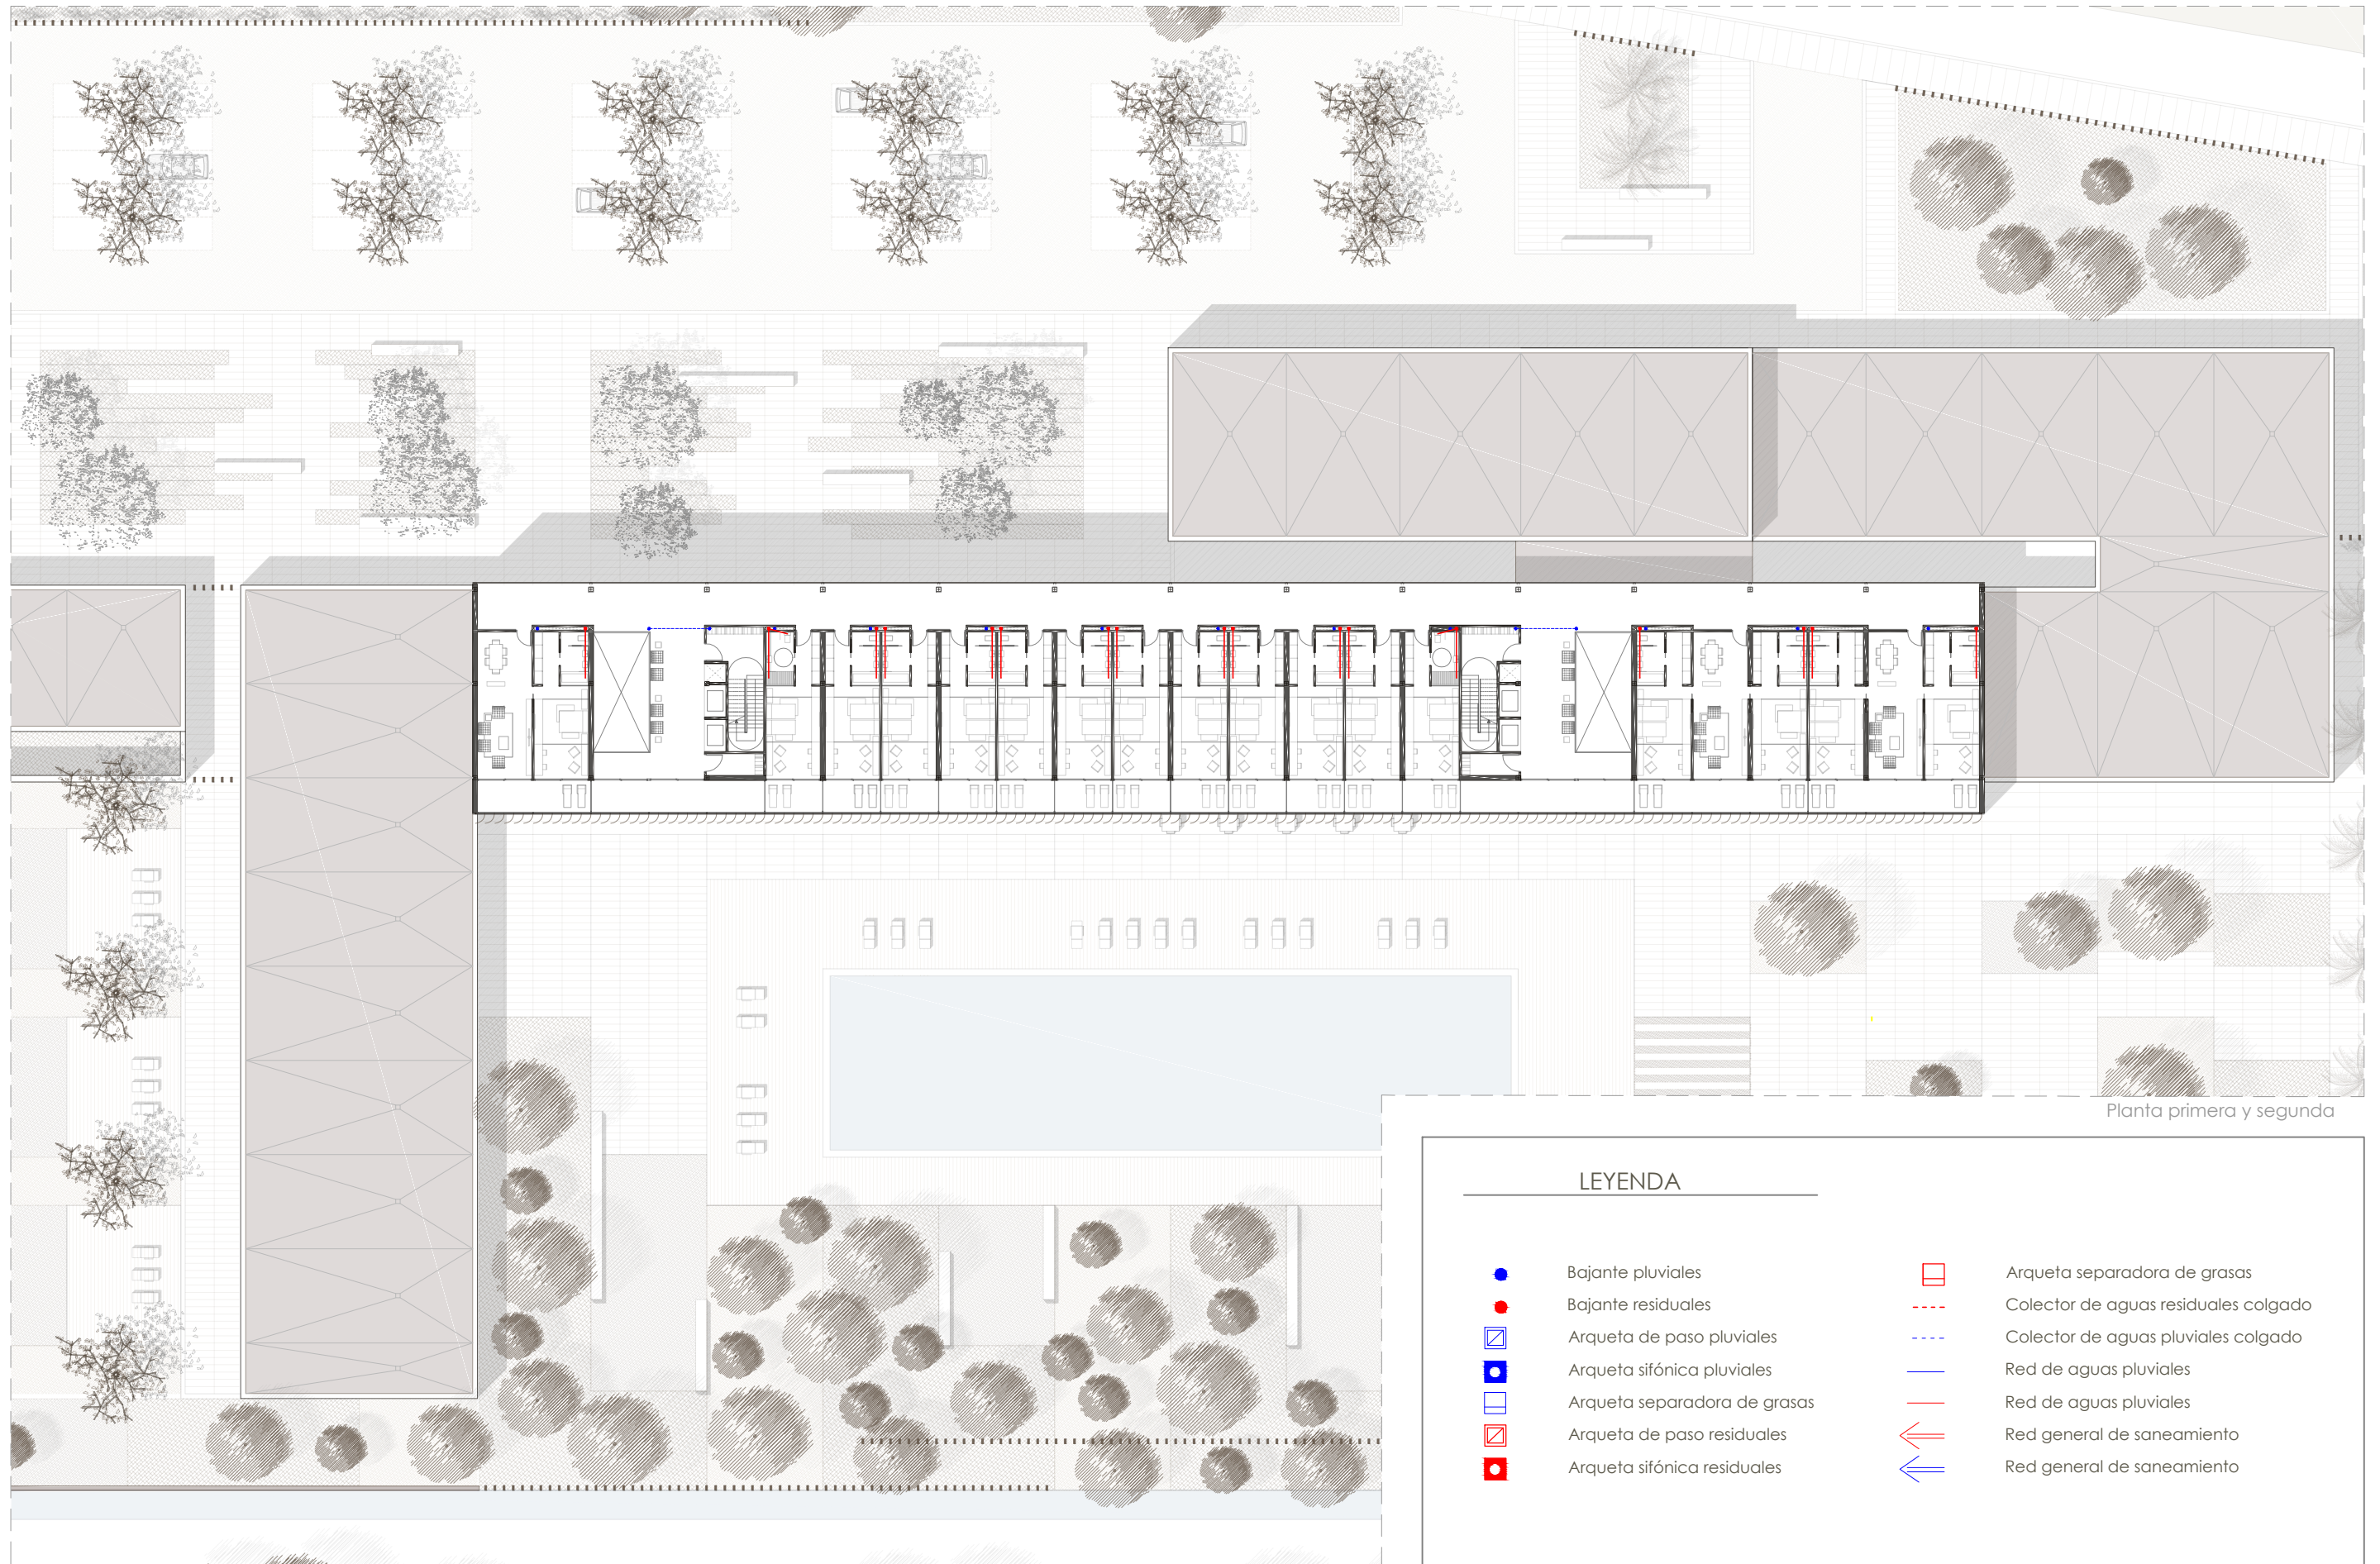 Planta primera y segunda
LEYENDA
Bajante pluviales
Bajante residuales
Arqueta de paso pluviales
Arqueta sifónica pluviales
Arqueta separadora de grasas
Arqueta de paso residuales
Arqueta sifónica residuales
Arqueta separadora de grasas
Colector de aguas residuales colgado
Colector de aguas pluviales colgado
Red de aguas pluviales
Red de aguas pluviales
Red general de saneamiento
Red general de saneamiento